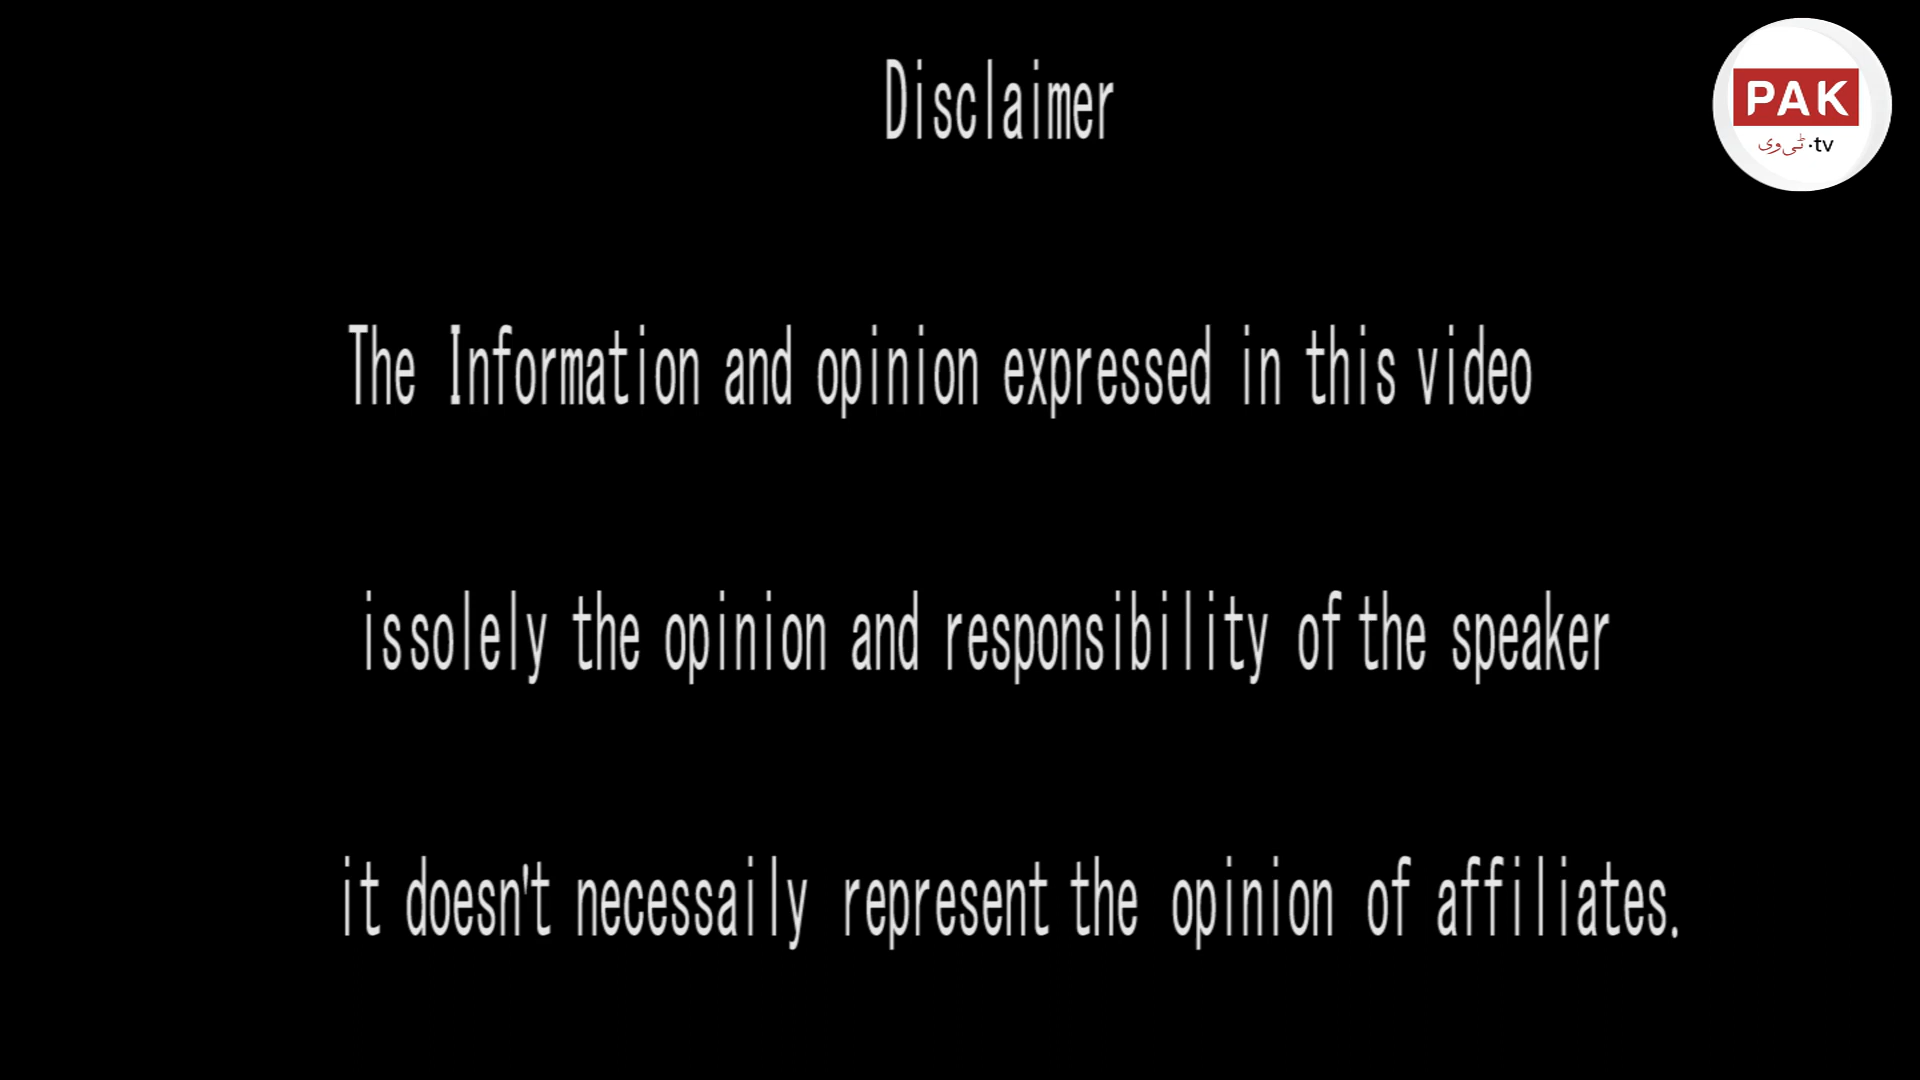 Disclaimer
PAK
ٹی وی.tv
The Information and opinion expressed in this video
issolely the opinion and responsibility of the speaker
it doesn't necessaily represent the opinion of affiliates.